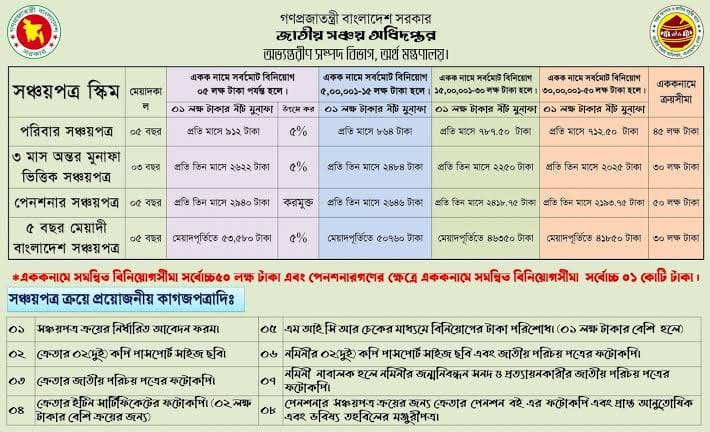 গণপ্রজাতন্ত্রী বাংলাদেশ সরকার
জাতীয় সঞ্চয় অধিদপ্তর
অভ্যন্তরীণ সম্পদ বিভাগ, অর্থ মন্ত্রণালয়।
সঞ্চয়পত্র স্কিম
মেয়াদকাল
একক নামে সর্বমোট বিনিয়োগ ০৫ লক্ষ টাকা পর্যন্ত হলে।
একক নামে সর্বমোট বিনিয়োগ ৫,০০,০০১-১৫ লক্ষ টাকা হলে।
একক নামে সর্বমোট বিনিয়োগ ১৫,০০,০০১-৩০ লক্ষ টাকা হলে।
একক নামে সর্বমোট বিনিয়োগ ৩০,০০,০০১-৫০ লক্ষ টাকা হলে।
এককনামে ক্রয়সীমা
০১ লক্ষ টাকার নীট মুনাফা উৎসে কর ০১ লক্ষ টাকার নীট মুনাফা ০১ লক্ষ টাকার নীট মুনাফা ০১ লক্ষ টাকার নীট মুনাফা
পরিবার সঞ্চয়পত্র ০৫ বছর প্রতি মাসে ৯১২ টাকা ৫% প্রতি মাসে ৮৬৪ টাকা প্রতি মাসে ৭৮৭.৫০ টাকা প্রতি মাসে ৭১২.৫০ টাকা ৪৫ লক্ষ টাকা
৩ মাস অন্তর মুনাফা
ভিত্তিক সঞ্চয়পত্র
০৩ বছর প্রতি তিন মাসে ২৬২২ টাকা ৫% প্রতি তিন মাসে ২৪৮৪ টাকা প্রতি তিন মাসে ২২৫০ টাকা প্রতি তিন মাসে ২০২৫ টাকা ৩০ লক্ষ টাকা
পেনশনার সঞ্চয়পত্র ০৫ বছর প্রতি তিন মাসে ২৯৪০ টাকা করমুক্ত প্রতি তিন মাসে ২৬৪৬ টাকা প্রতি তিন মাসে ২৪১৮.৭৫ টাকা প্রতি তিন মাসে ২১৯৩.৭৫ টাকা ৫০ লক্ষ টাকা
৫ বছর মেয়াদী
বাংলাদেশ সঞ্চয়পত্র
০৫ বছর মেয়াদপূর্তিতে ৫৩,৫৮০ টাকা ৫% মেয়াদপূর্তিতে ৫০৭৬০ টাকা মেয়াদপূর্তিতে ৪৬৩৫০ টাকা মেয়াদপূর্তিতে ৪১৮৫০ টাকা ৩০ লক্ষ টাকা
*এককনামে সমন্বিত বিনিয়োগসীমা সর্বোচ্চ৫০ লক্ষ টাকা এবং পেনশনারগণের ক্ষেত্রে এককনামে সমন্বিত বিনিয়োগসীমা সর্বোচ্চ ০১ কোটি টাকা।
সঞ্চয়পত্র ক্রয়ে প্রয়োজনীয় কাগজপত্রাদিঃ
০১ সঞ্চয়পত্র ক্রয়ের নির্ধারিত আবেদন ফরম।
০২ ক্রেতার ০২(দুই) কপি পাসপোর্ট সাইজ ছবি।
০৩ ক্রেতার জাতীয় পরিচয় পত্রের ফটোকপি।
০৪ ক্রেতার ইটিন সার্টিফিকেটের ফটোকপি। (০২ লক্ষ
টাকার বেশি ক্রয়ের জন্য)
০৫ এম আই সি আর চেকের মাধ্যমে বিনিয়োগের টাকা পরিশোধ। (০১ লক্ষ টাকার বেশি হলে)
০৬ নমিনীর ০২(দুই) কপি পাসপোর্ট সাইজ ছবি এবং জাতীয় পরিচয় পত্রের ফটোকপি।
০৭ নমিনী নাবালক হলে নমিনীর জন্মনিবন্ধন সনদ ও প্রত্যায়নকারীর জাতীয় পরিচয় পত্রের
ফটোকপি।
০৮ পেনশনার সঞ্চয়পত্র ক্রয়ের জন্য ক্রেতার পেনশন বই এর ফটোকপি এবং প্রাপ্ত আনুতোষিক
এবং ভবিষ্য তহবিলের মঞ্জুরীপত্র।